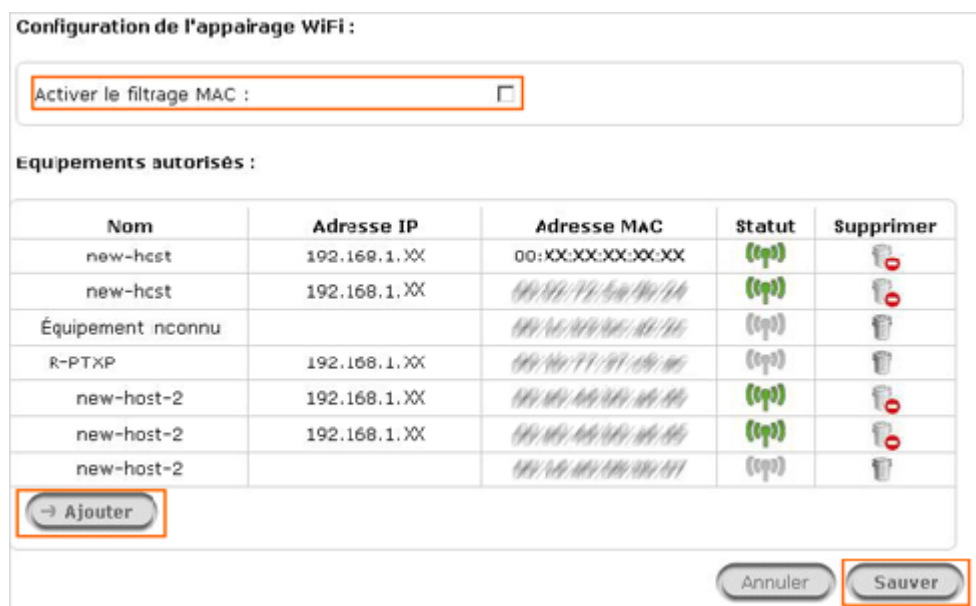 Configuration de l'appairage WiFi :
Activer le filtrage MAC :
Equipements autorisés :
Nom Adresse IP Adresse MAC Statut Supprimer
new-host 192.168.1.XX 00:XX:XX:XX:XX:XX
new-host 192.168.1.XX
Équipement inconnu
R-PTXP 192.168.1.XX
new-host-2 192.168.1.XX
new-host-2 192.168.1.XX
new-host-2
→ Ajouter
Annuler Sauver